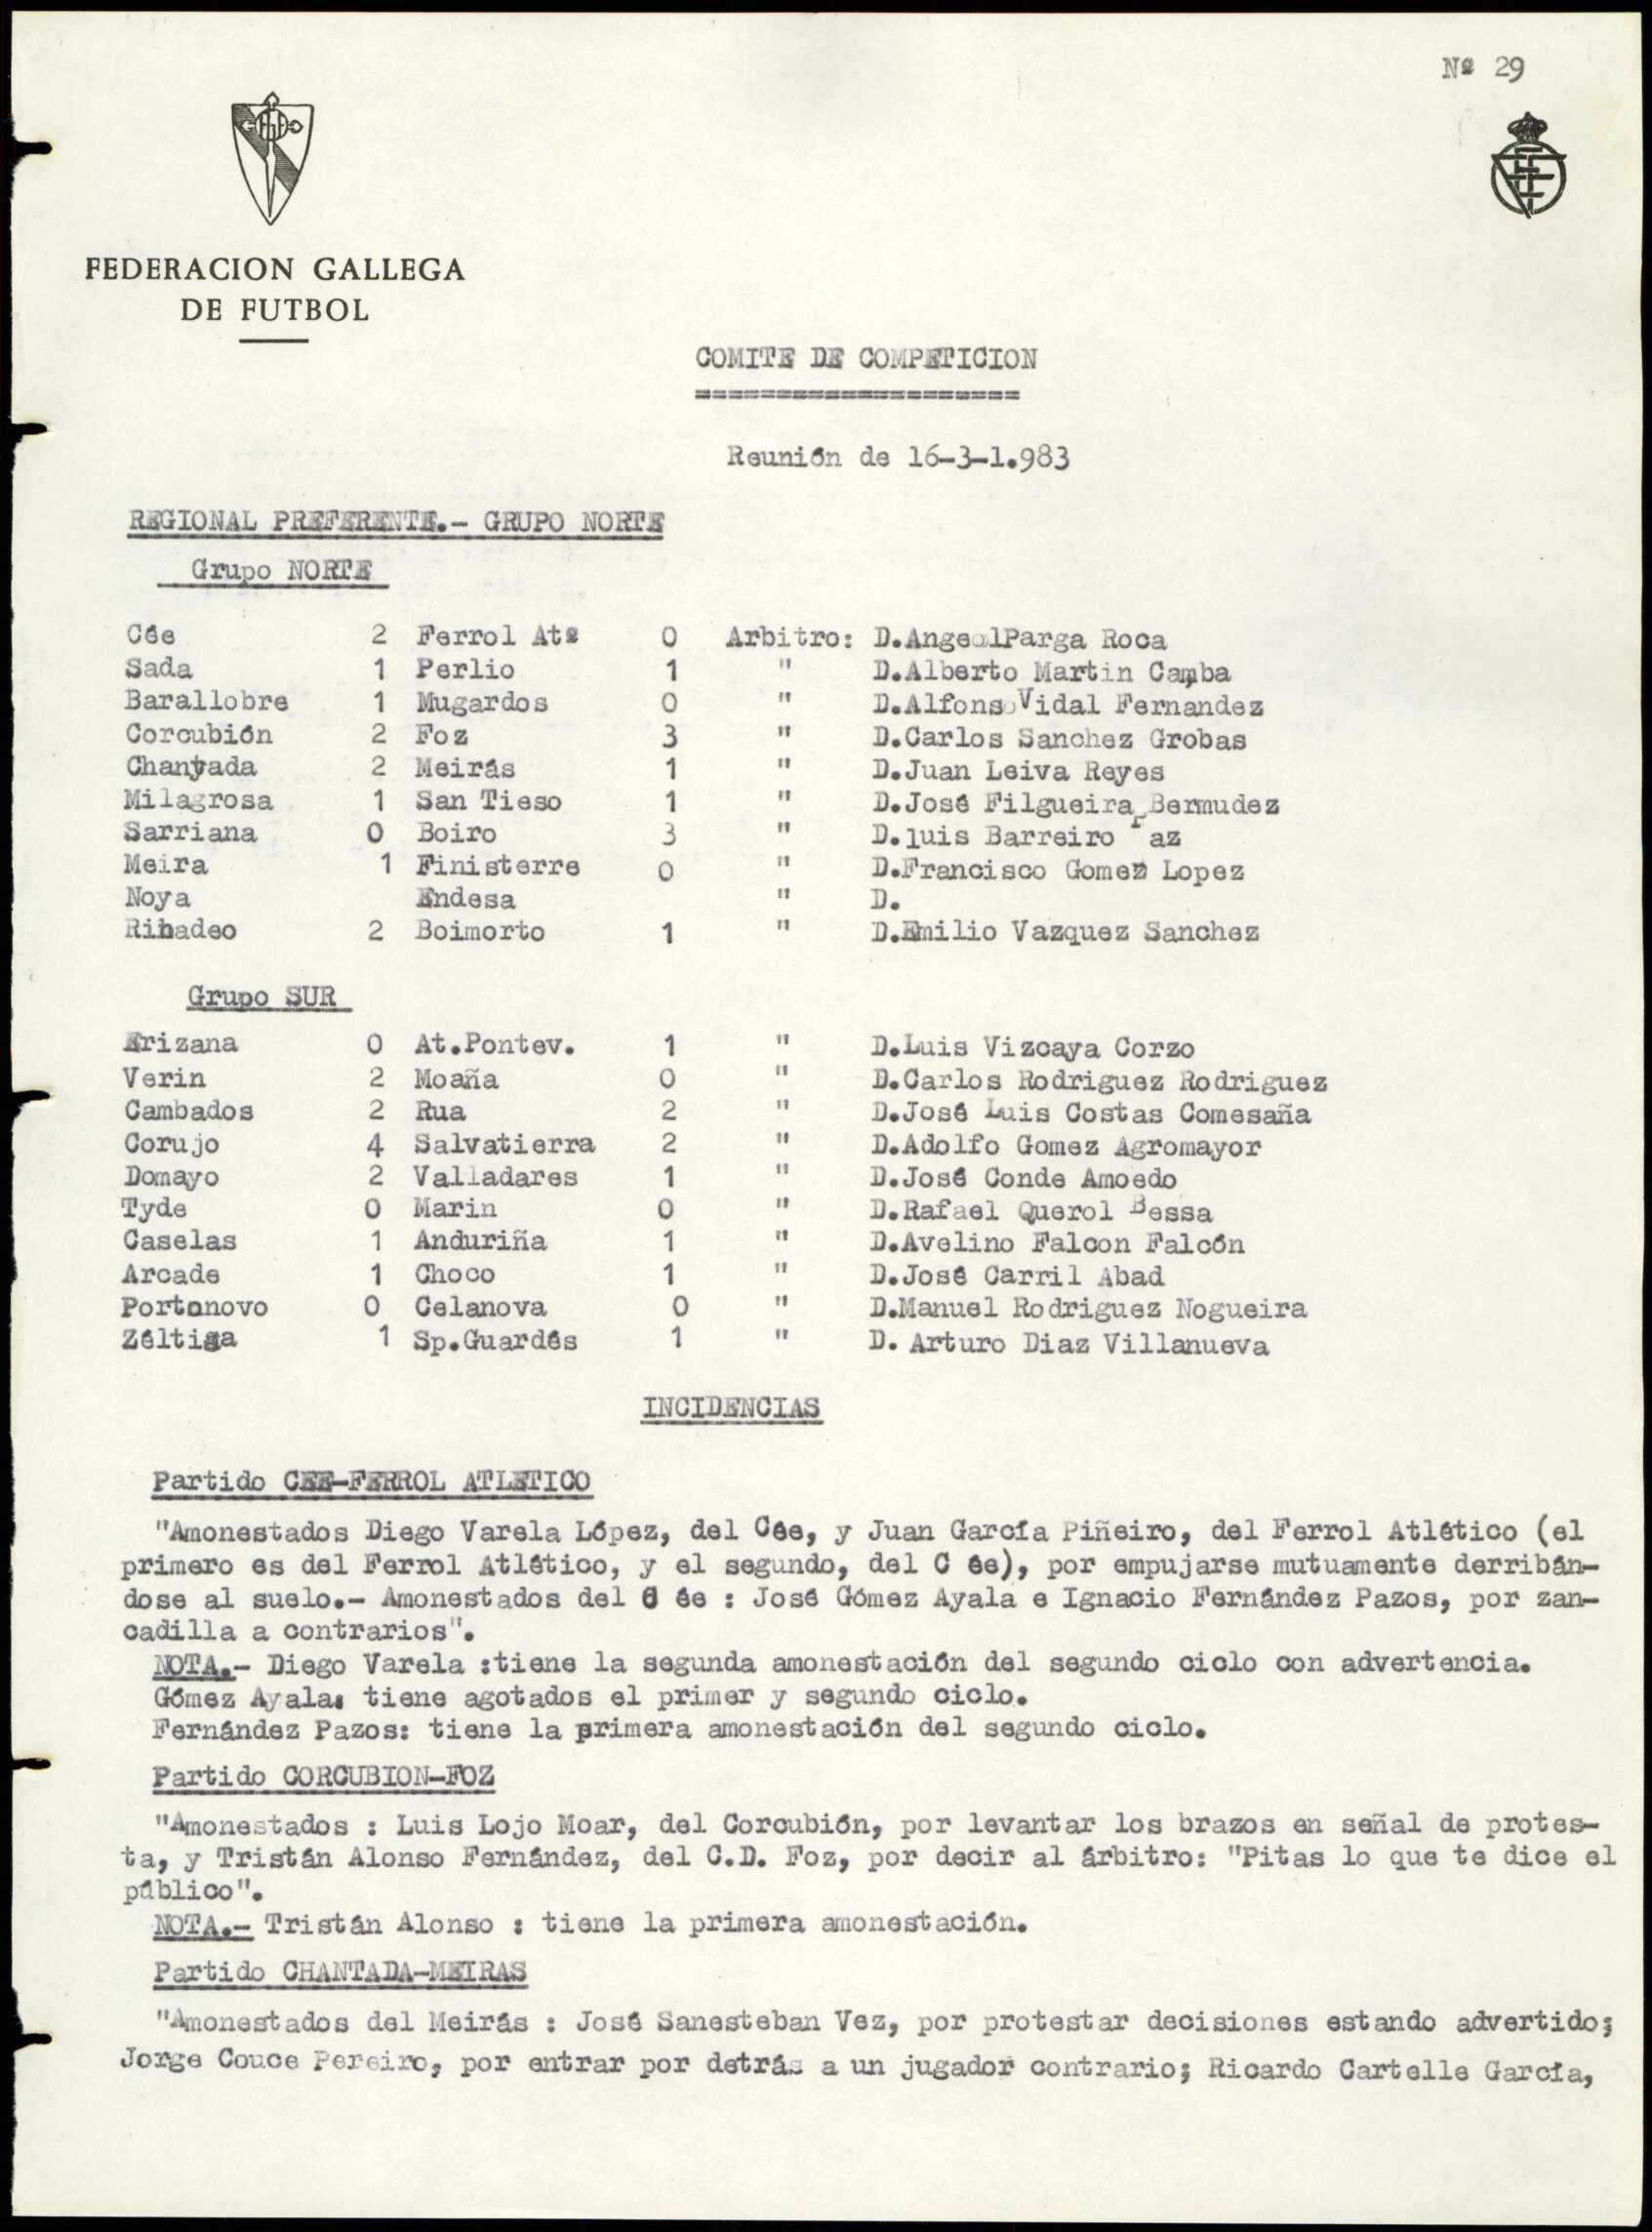 Nº 29
FEDERACION GALLEGA
DE FUTBOL
COMITE DE COMPETICION
====================
Reunión de 16-3-1.983
REGIONAL PREFERENTE.- GRUPO NORTE
Grupo NORTE
Cée 2 Ferrol Atº 0 Arbitro: D.Angel Parga Roca
Sada 1 Perlio 1 " D.Alberto Martin Camba
Barallobre 1 Mugardos 0 " D.Alfonso Vidal Fernandez
Corcubión 2 Foz 3 " D.Carlos Sanchez Grobas
Chantada 2 Meirás 1 " D.Juan Leiva Reyes
Milagrosa 1 San Tieso 1 " D.José Filgueira Bermudez
Sarriana 0 Boiro 3 " D.luis Barreiro Paz
Meira 1 Finisterre 0 " D.Francisco Gomez Lopez
Noya Endesa " D.
Ribadeo 2 Boimorto 1 " D.Emilio Vazquez Sanchez
Grupo SUR
Erizana 0 At.Pontev. 1 " D.Luis Vizcaya Corzo
Verin 2 Moaña 0 " D.Carlos Rodriguez Rodriguez
Cambados 2 Rua 2 " D.José Luis Costas Comesaña
Corujo 4 Salvatierra 2 " D.Adolfo Gomez Agromayor
Domayo 2 Valladares 1 " D.José Conde Amoedo
Tyde 0 Marin 0 " D.Rafael Querol Bessa
Caselas 1 Anduriña 1 " D.Avelino Falcon Falcón
Arcade 1 Choco 1 " D.José Carril Abad
Portonovo 0 Celanova 0 " D.Manuel Rodriguez Nogueira
Zéltiga 1 Sp.Guardés 1 " D. Arturo Diaz Villanueva
INCIDENCIAS
Partido CEE-FERROL ATLETICO
"Amonestados Diego Varela López, del Cée, y Juan García Piñeiro, del Ferrol Atlético (el
primero es del Ferrol Atlético, y el segundo, del C ée), por empujarse mutuamente derribán-
dose al suelo.- Amonestados del C ée : José Gómez Ayala e Ignacio Fernández Pazos, por zan-
cadilla a contrarios".
NOTA.- Diego Varela :tiene la segunda amonestación del segundo ciclo con advertencia.
Gómez Ayala: tiene agotados el primer y segundo ciclo.
Fernández Pazos: tiene la primera amonestación del segundo ciclo.
Partido CORCUBION-FOZ
"Amonestados : Luis Lojo Moar, del Corcubión, por levantar los brazos en señal de protes-
ta, y Tristán Alonso Fernández, del C.D. Foz, por decir al árbitro: "Pitas lo que te dice el
público".
NOTA.- Tristán Alonso : tiene la primera amonestación.
Partido CHANTADA-MEIRAS
"Amonestados del Meirás : José Sanesteban Vez, por protestar decisiones estando advertido;
Jorge Couce Pereiro, por entrar por detrás a un jugador contrario; Ricardo Cartelle García,